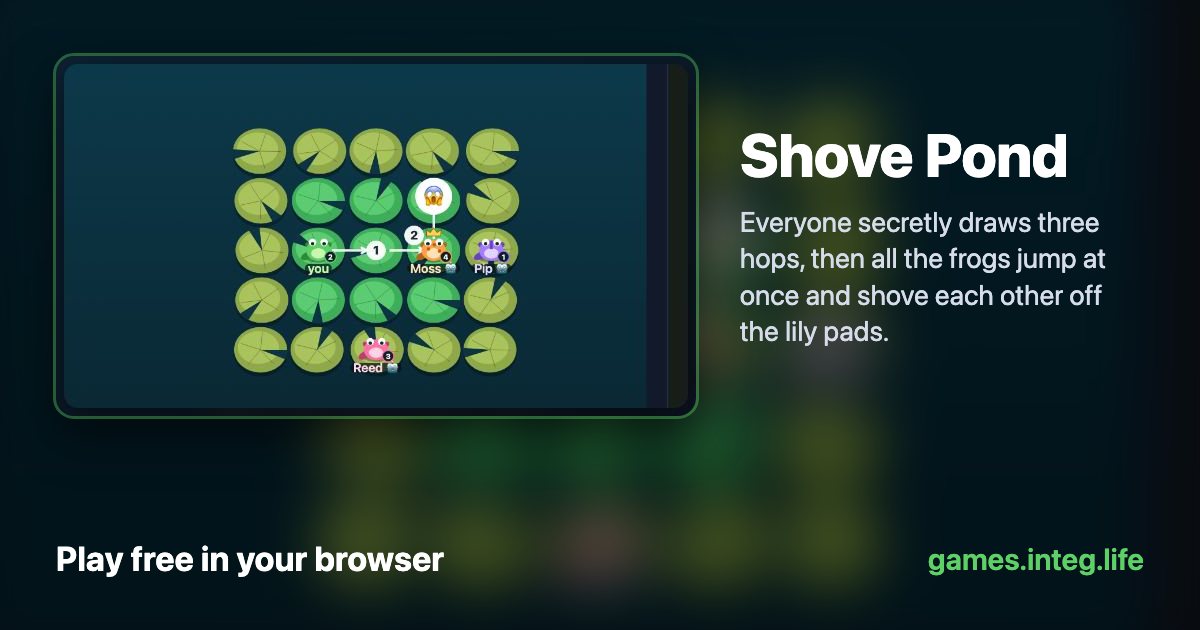 Shove Pond
Everyone secretly draws three
hops, then all the frogs jump at
once and shove each other off
the lily pads.
2
1
2
4
1
you
Moss
Pip
3
Reed
Play free in your browser
games.integ.life